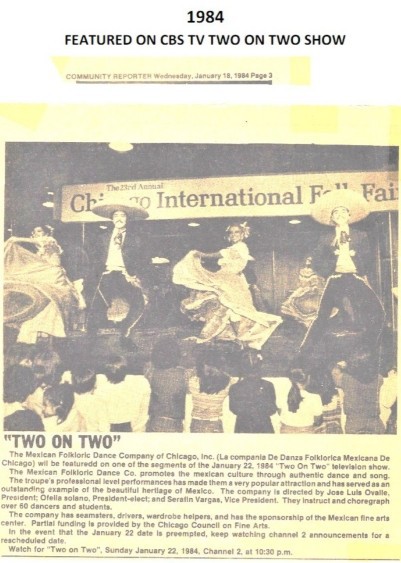 1984
FEATURED ON CBS TV TWO ON TWO SHOW
COMMUNITY REPORTER Wednesday, January 18, 1984 Page 3
The 23rd Annual
Chicago International Folk Fair
"TWO ON TWO"
The Mexican Folkloric Dance Company of Chicago, Inc. (La compania De Danza Folklorica Mexicana De
Chicago) will be featuredd on one of the segments of the January 22, 1984 "Two On Two" television show.
The Mexican Folkloric Dance Co. promotes the mexican culture through authentic dance and song.
The troupe's professional level performances has made them a very popular attraction and has served as an
outstanding example of the beautiful hertiage of Mexico. The company is directed by Jose Luis Ovalle,
President; Ofelia solano, President-elect; and Serafin Vargas, Vice President. They instruct and choregraph
over 60 dancers and students.
The company has seamsters, drivers, wardrobe helpers, and has the sponsorship of the Mexican fine arts
center. Partial funding is provided by the Chicago Council on Fine Arts.
In the event that the January 22 date is preempted, keep watching channel 2 announcements for a
rescheduled date.
Watch for "Two on Two", Sunday January 22, 1984, Channel 2, at 10:30 p.m.